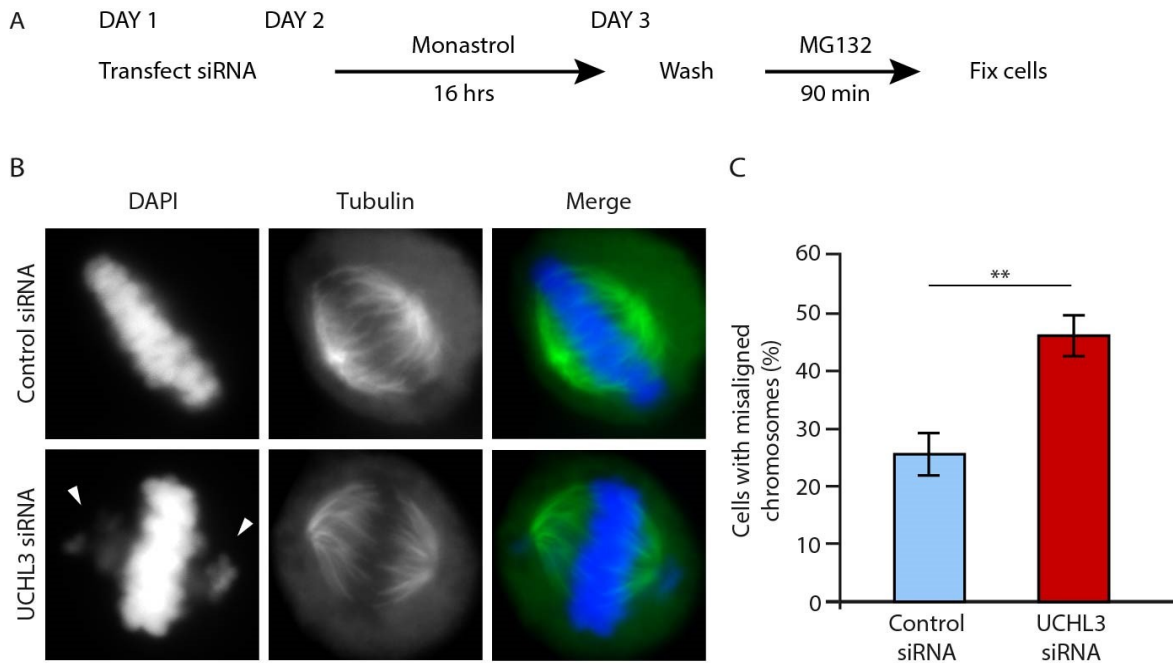 A
DAY 1
DAY 2
DAY 3
Transfect siRNA
Monastrol
16 hrs
Wash
MG132
90 min
Fix cells
B
DAPI
Tubulin
Merge
Control siRNA
UCHL3 siRNA
C
Cells with misaligned
chromosomes (%)
60
50
40
30
20
10
0
**
Control
siRNA
UCHL3
siRNA